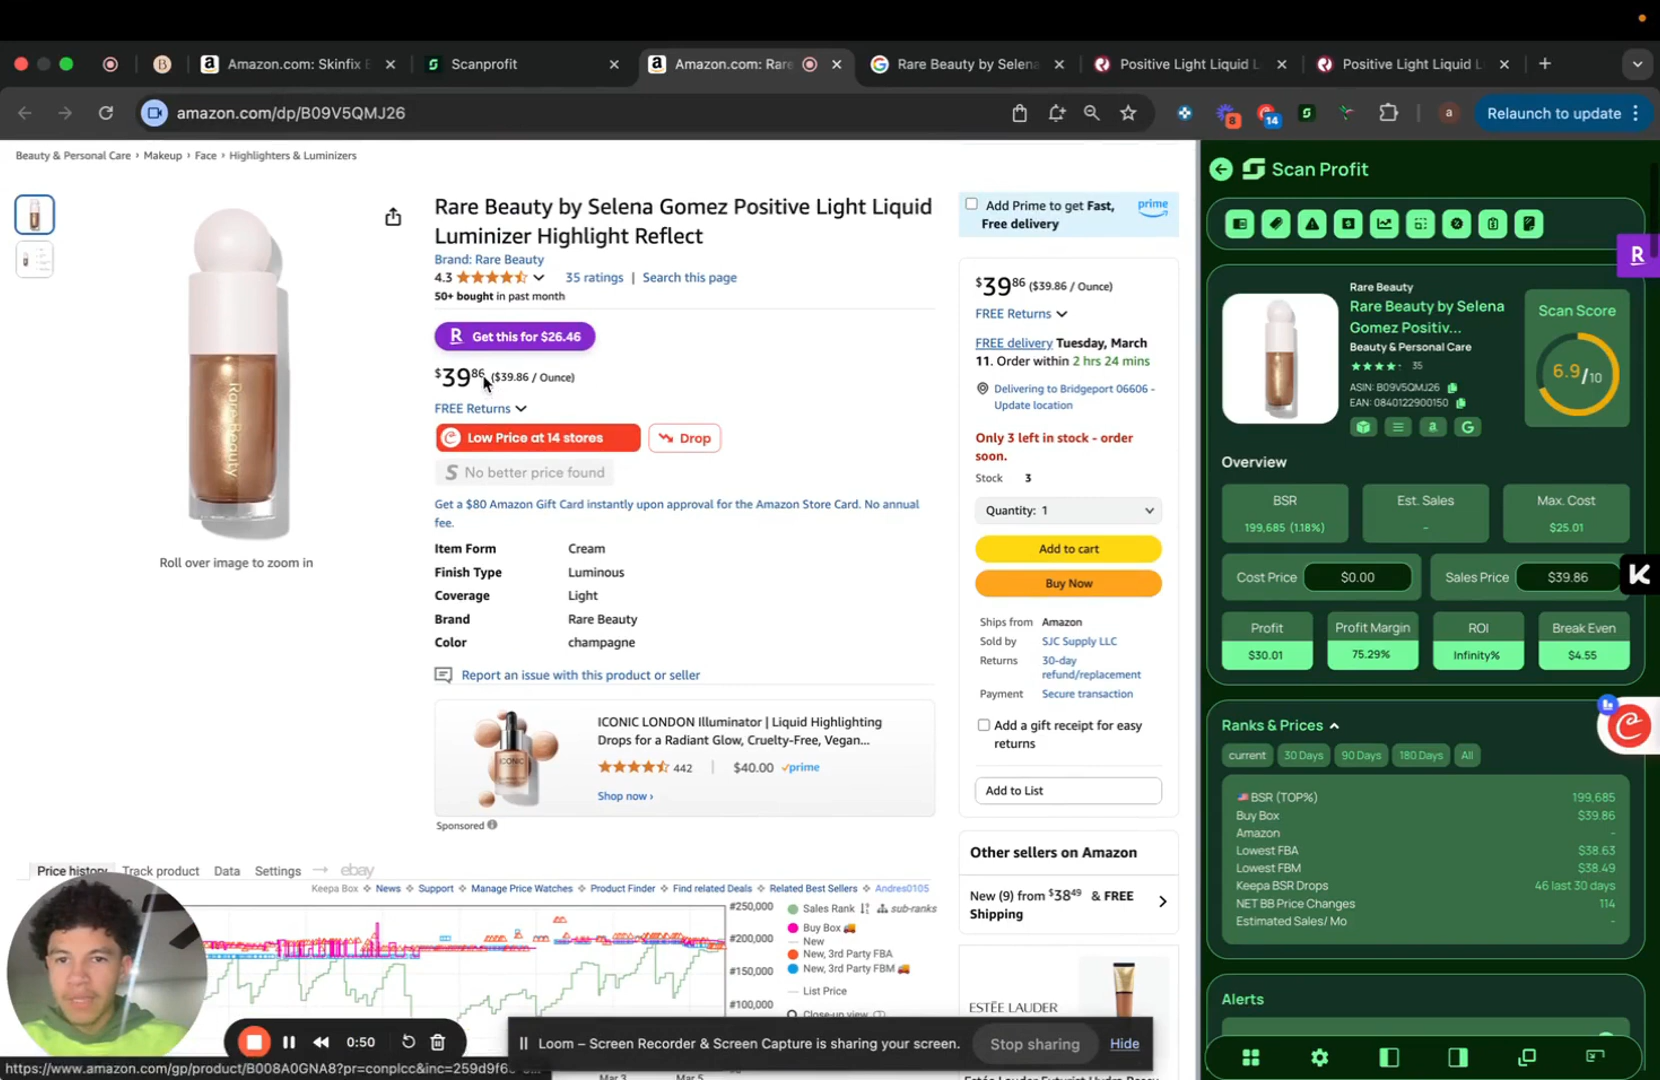 Amazon.com: Skinfix E
Scanprofit
Amazon.com: Rare
Rare Beauty by Selena
Positive Light Liquid L
Positive Light Liquid L
amazon.com/dp/B09V5QMJ26
8
14
a
Relaunch to update
Beauty & Personal Care › Makeup › Face › Highlighters & Luminizers
Rare Beauty
Roll over image to zoom in
Rare Beauty by Selena Gomez Positive Light Liquid
Luminizer Highlight Reflect
Brand: Rare Beauty
4.3 35 ratings | Search this page
50+ bought in past month
R Get this for $26.46
$39.86 ($39.86 / Ounce)
FREE Returns
Low Price at 14 stores
Drop
S No better price found
Get a $80 Amazon Gift Card instantly upon approval for the Amazon Store Card. No annual
fee.
Item Form Cream
Finish Type Luminous
Coverage Light
Brand Rare Beauty
Color champagne
Report an issue with this product or seller
ICONIC
ICONIC LONDON Illuminator | Liquid Highlighting
Drops for a Radiant Glow, Cruelty-Free, Vegan...
442 | $40.00 prime
Shop now ›
Sponsored
Price history Track product Data Settings → ebay
Keepa Box News Support Manage Price Watches Product Finder Find related Deals Related Best Sellers Andres0105
#250,000
#200,000
#150,000
#100,000
Sales Rank sub-ranks
Buy Box
New
New, 3rd Party FBA
New, 3rd Party FBM
List Price
Close-up view
Mar 3 Mar 5
Add Prime to get Fast,
Free delivery
prime
$39.86 ($39.86 / Ounce)
FREE Returns
FREE delivery Tuesday, March
11. Order within 2 hrs 24 mins
Delivering to Bridgeport 06606 -
Update location
Only 3 left in stock - order
soon.
Stock 3
Quantity: 1
Add to cart
Buy Now
Ships from Amazon
Sold by SJC Supply LLC
Returns 30-day
refund/replacement
Payment Secure transaction
Add a gift receipt for easy
returns
Add to List
Other sellers on Amazon
New (9) from $38.49 & FREE
Shipping
ESTĒE LAUDER
Scan Profit
R
Rare Beauty
Rare Beauty by Selena
Gomez Positiv...
Beauty & Personal Care
35
ASIN: B09V5QMJ26
EAN: 0840122900150
Scan Score
6.9/10
Overview
BSR
199,685 (1.18%)
Est. Sales
-
Max. Cost
$25.01
Cost Price $0.00
Sales Price $39.86
Profit
$30.01
Profit Margin
75.29%
ROI
Infinity%
Break Even
$4.55
Ranks & Prices
current 30 Days 90 Days 180 Days All
BSR (TOP%) 199,685
Buy Box $39.86
Amazon -
Lowest FBA $38.63
Lowest FBM $38.49
Keepa BSR Drops 46 last 30 days
NET BB Price Changes 114
Estimated Sales/ Mo -
Alerts
0:50
Loom – Screen Recorder & Screen Capture is sharing your screen.
Stop sharing
Hide